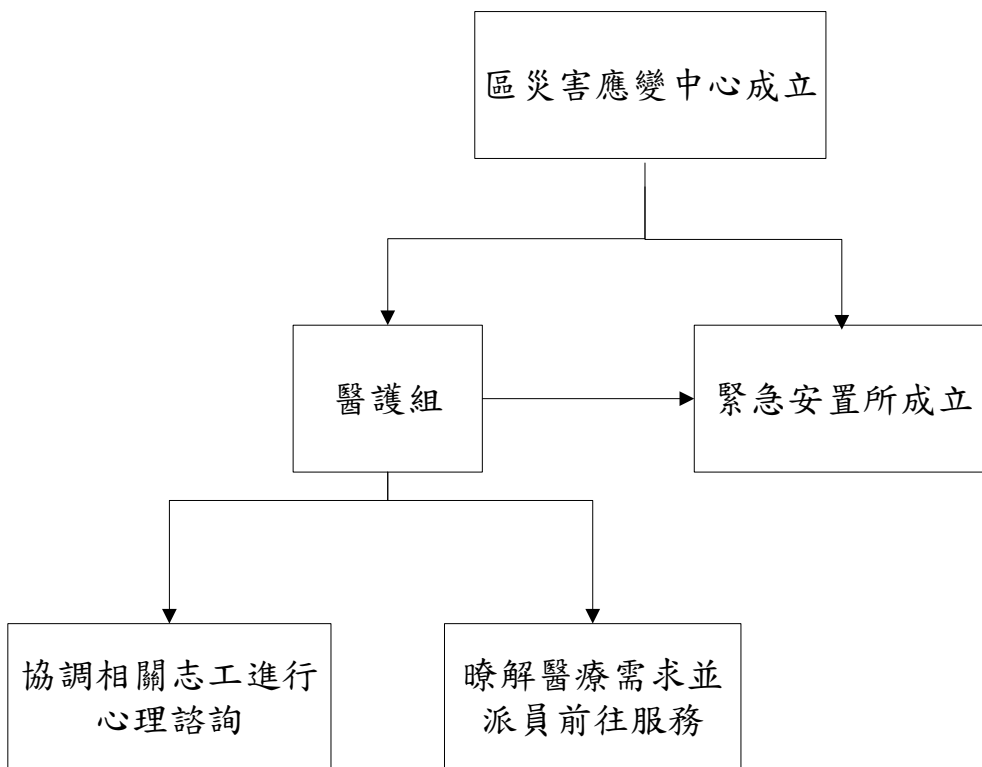 區災害應變中心成立
醫護組
緊急安置所成立
協調相關志工進行
心理諮詢
暸解醫療需求並
派員前往服務